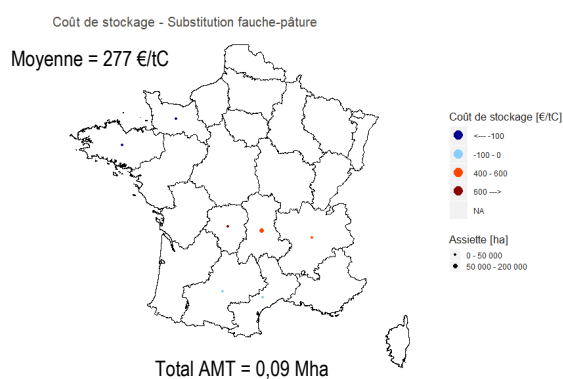 Coût de stockage - Substitution fauche-pâture
Moyenne = 277 €/tC
Coût de stockage [€/tC]
<--- -100
-100 - 0
400 - 600
600 --->
NA
Assiette [ha]
0 - 50 000
50 000 - 200 000
Total AMT = 0,09 Mha